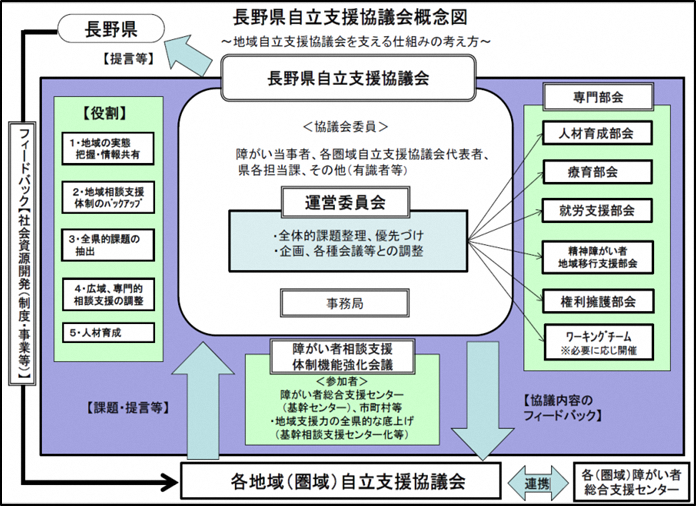 長野県自立支援協議会概念図
～地域自立支援協議会を支える仕組みの考え方～
長野県
【提言等】
長野県自立支援協議会
フィードバック【社会資源開発（制度・事業等）】
【役割】
1・地域の実態
把握・情報共有
2・地域相談支援
体制のバックアップ
3・全県的課題の
抽出
4・広域、専門的
相談支援の調整
5・人材育成
＜協議会委員＞
障がい当事者、各圏域自立支援協議会代表者、
県各担当課、その他（有識者等）
運営委員会
・全体的課題整理、優先づけ
・企画、各種会議等との調整
事務局
専門部会
人材育成部会
療育部会
就労支援部会
精神障がい者
地域移行支援部会
権利擁護部会
ワーキングチーム
※必要に応じ開催
障がい者相談支援
体制機能強化会議
＜参加者＞
障がい者総合支援センター
（基幹センター）、市町村等
・地域支援力の全県的な底上げ
（基幹相談支援センター化等）
【課題・提言等】
【協議内容の
フィードバック】
各地域（圏域）自立支援協議会
連携
各（圏域）障がい者
総合支援センター